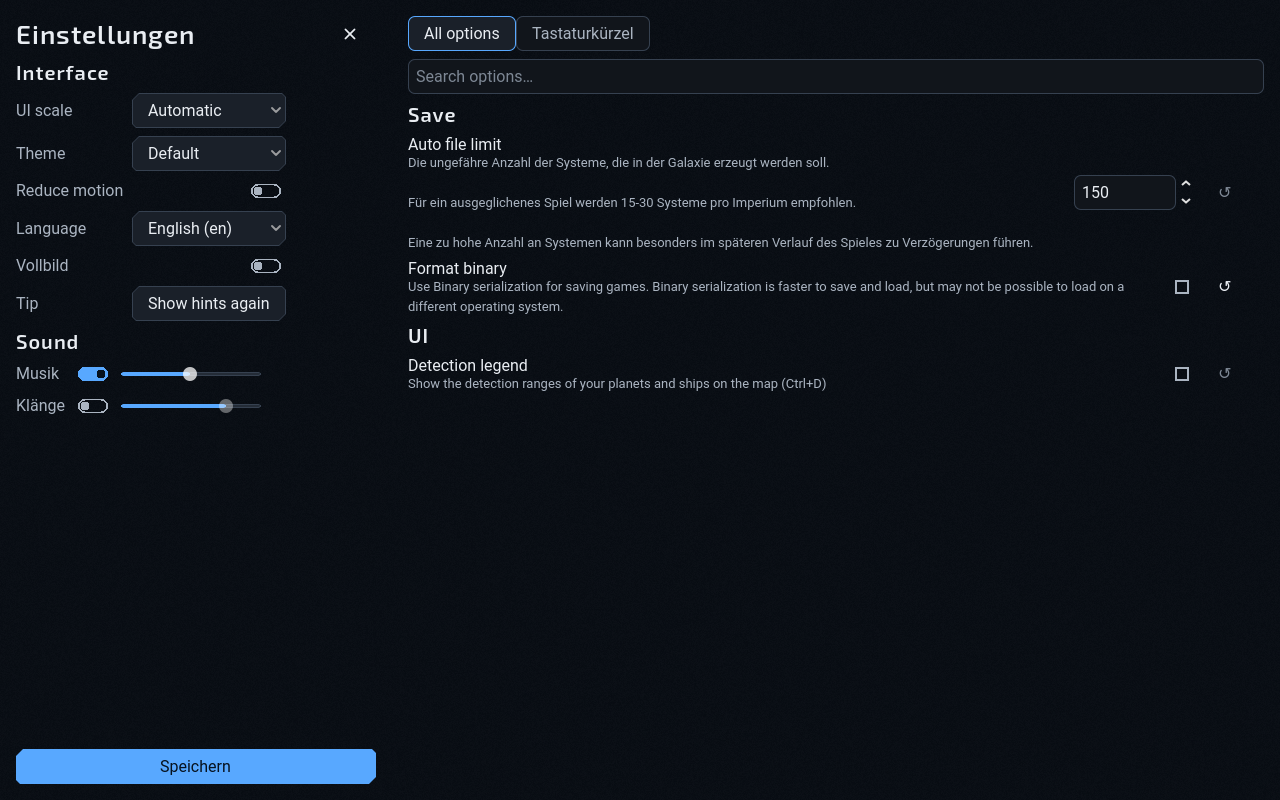 Einstellungen
Interface
UI scale
Automatic
Theme
Default
Reduce motion
Language
English (en)
Vollbild
Tip
Show hints again
Sound
Musik
Klänge
Speichern
All options
Tastaturkürzel
Search options…
Save
Auto file limit
Die ungefähre Anzahl der Systeme, die in der Galaxie erzeugt werden soll.
Für ein ausgeglichenes Spiel werden 15-30 Systeme pro Imperium empfohlen.
Eine zu hohe Anzahl an Systemen kann besonders im späteren Verlauf des Spieles zu Verzögerungen führen.
150
Format binary
Use Binary serialization for saving games. Binary serialization is faster to save and load, but may not be possible to load on a
different operating system.
UI
Detection legend
Show the detection ranges of your planets and ships on the map (Ctrl+D)